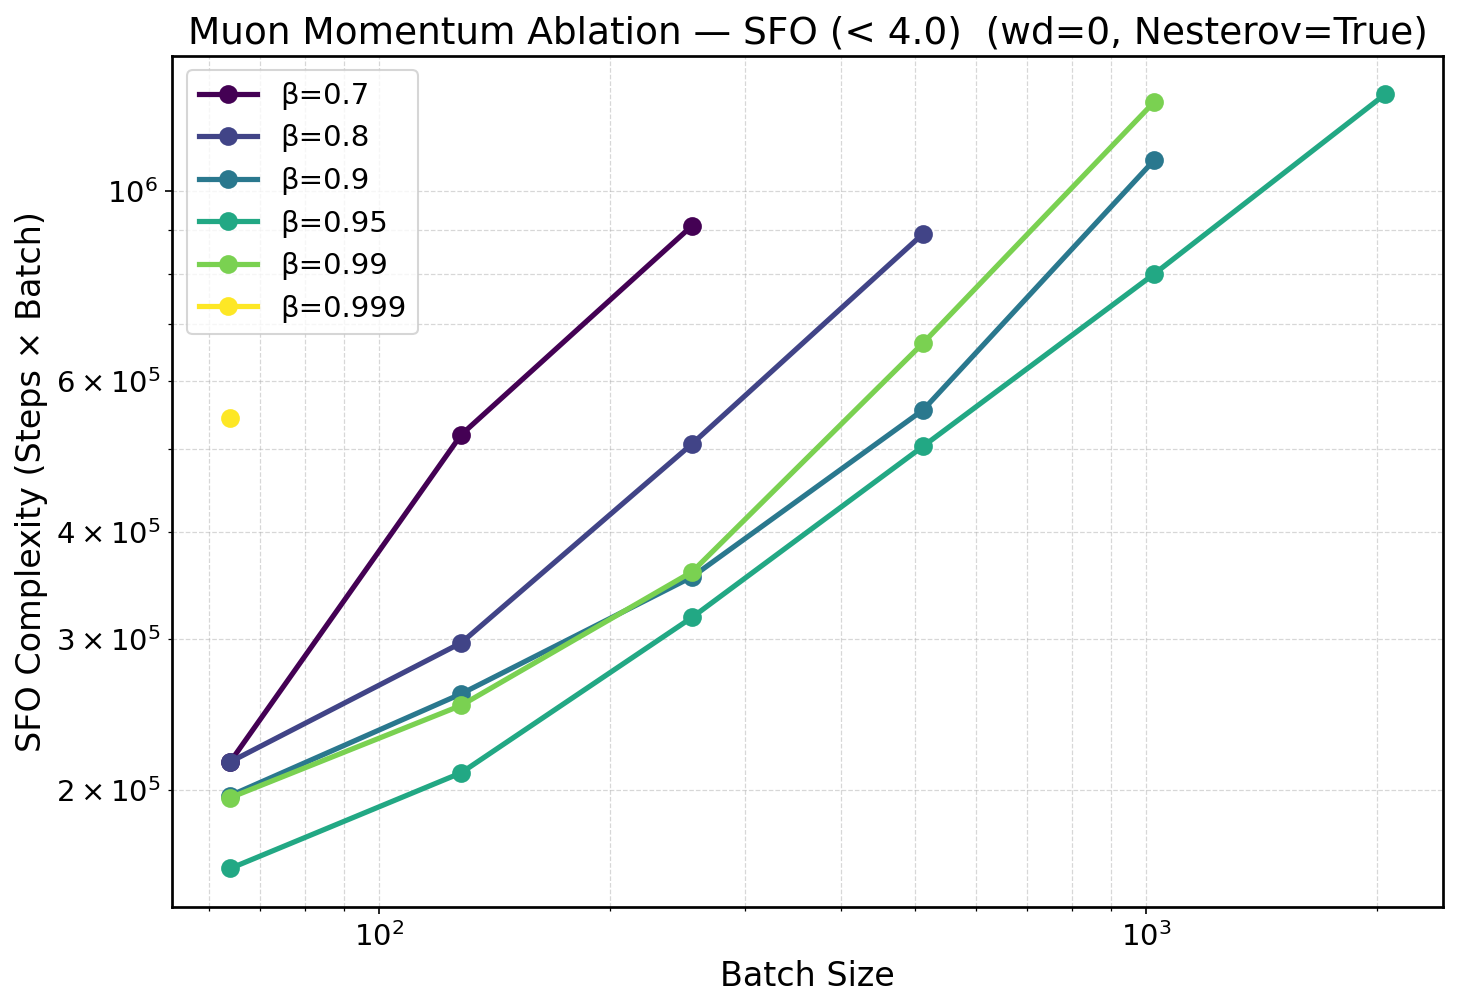 Muon Momentum Ablation — SFO (< 4.0)  (wd=0, Nesterov=True)
β=0.7
β=0.8
β=0.9
β=0.95
β=0.99
β=0.999
SFO Complexity (Steps × Batch)
10⁶
6 × 10⁵
4 × 10⁵
3 × 10⁵
2 × 10⁵
10²
10³
Batch Size